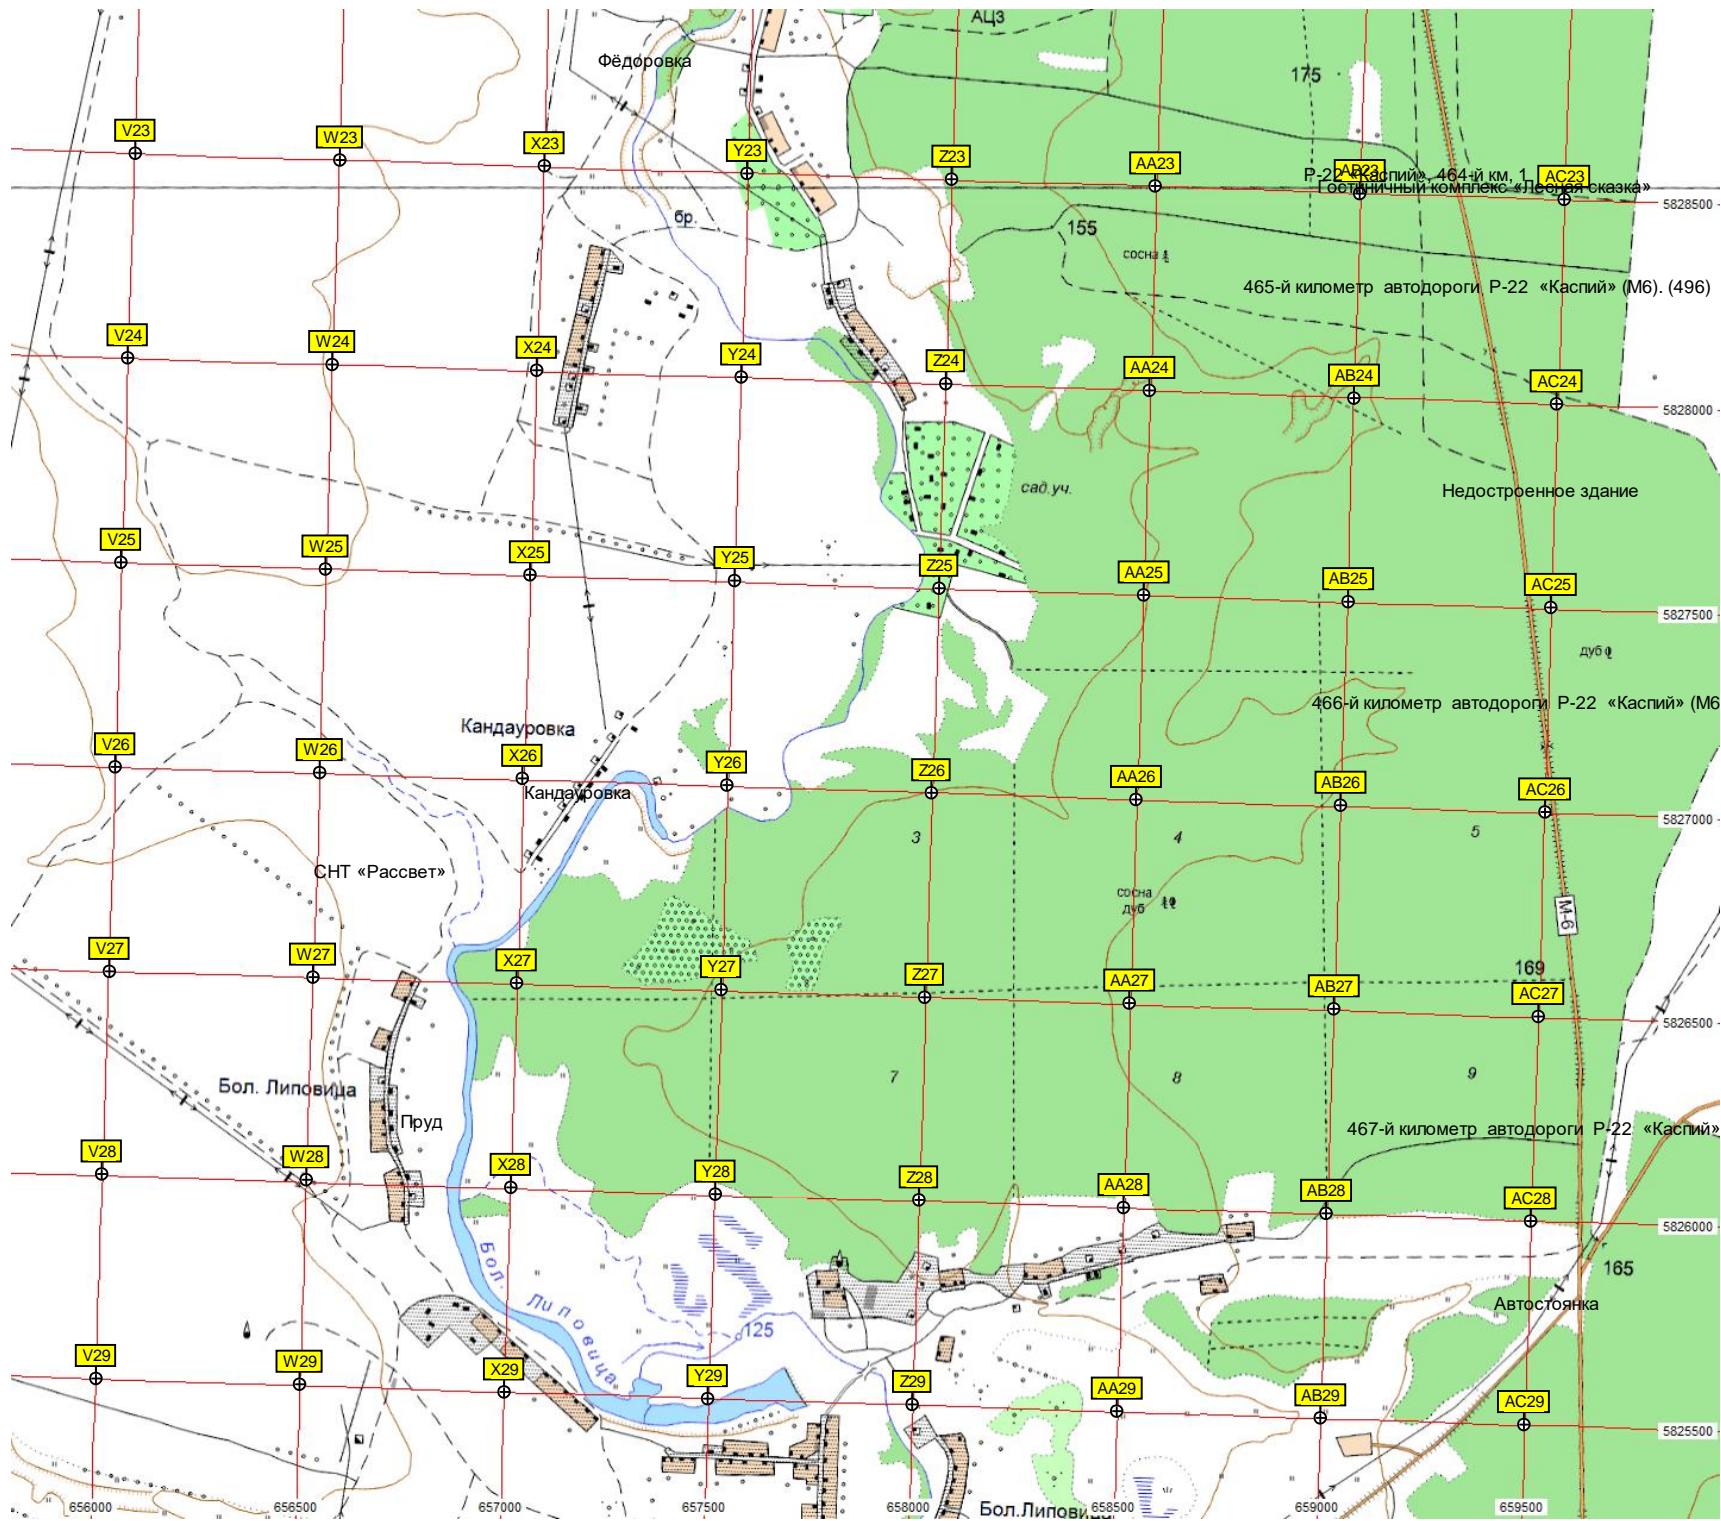 АЦЗ
Фёдоровка
175
V23
W23
X23
Y23
Z23
AA23
AB23
AC23
Р-22 «Каспий», 464-й км, 1
Гостиничный комплекс «Лесная сказка»
5828500
бр.
155
сосна
465-й километр автодороги Р-22 «Каспий» (М6). (496)
V24
W24
X24
Y24
Z24
AA24
AB24
AC24
5828000
сад.уч.
Недостроенное здание
V25
W25
X25
Y25
Z25
AA25
AB25
AC25
5827500
дуб
466-й километр автодороги Р-22 «Каспий» (М6
Кандауровка
V26
W26
X26
Y26
Z26
AA26
AB26
AC26
Кандауровка
5827000
3
4
5
СНТ «Рассвет»
сосна
дуб
М-6
V27
W27
X27
Y27
Z27
AA27
AB27
169
AC27
5826500
7
8
9
Бол. Липовица
Пруд
467-й километр автодороги Р-22 «Каспий»
V28
W28
X28
Y28
Z28
AA28
AB28
AC28
5826000
Бол. Липовица
165
Автостоянка
125
V29
W29
X29
Y29
Z29
AA29
AB29
AC29
5825500
656000
656500
657000
657500
658000
658500
659000
659500
Бол.Липовица